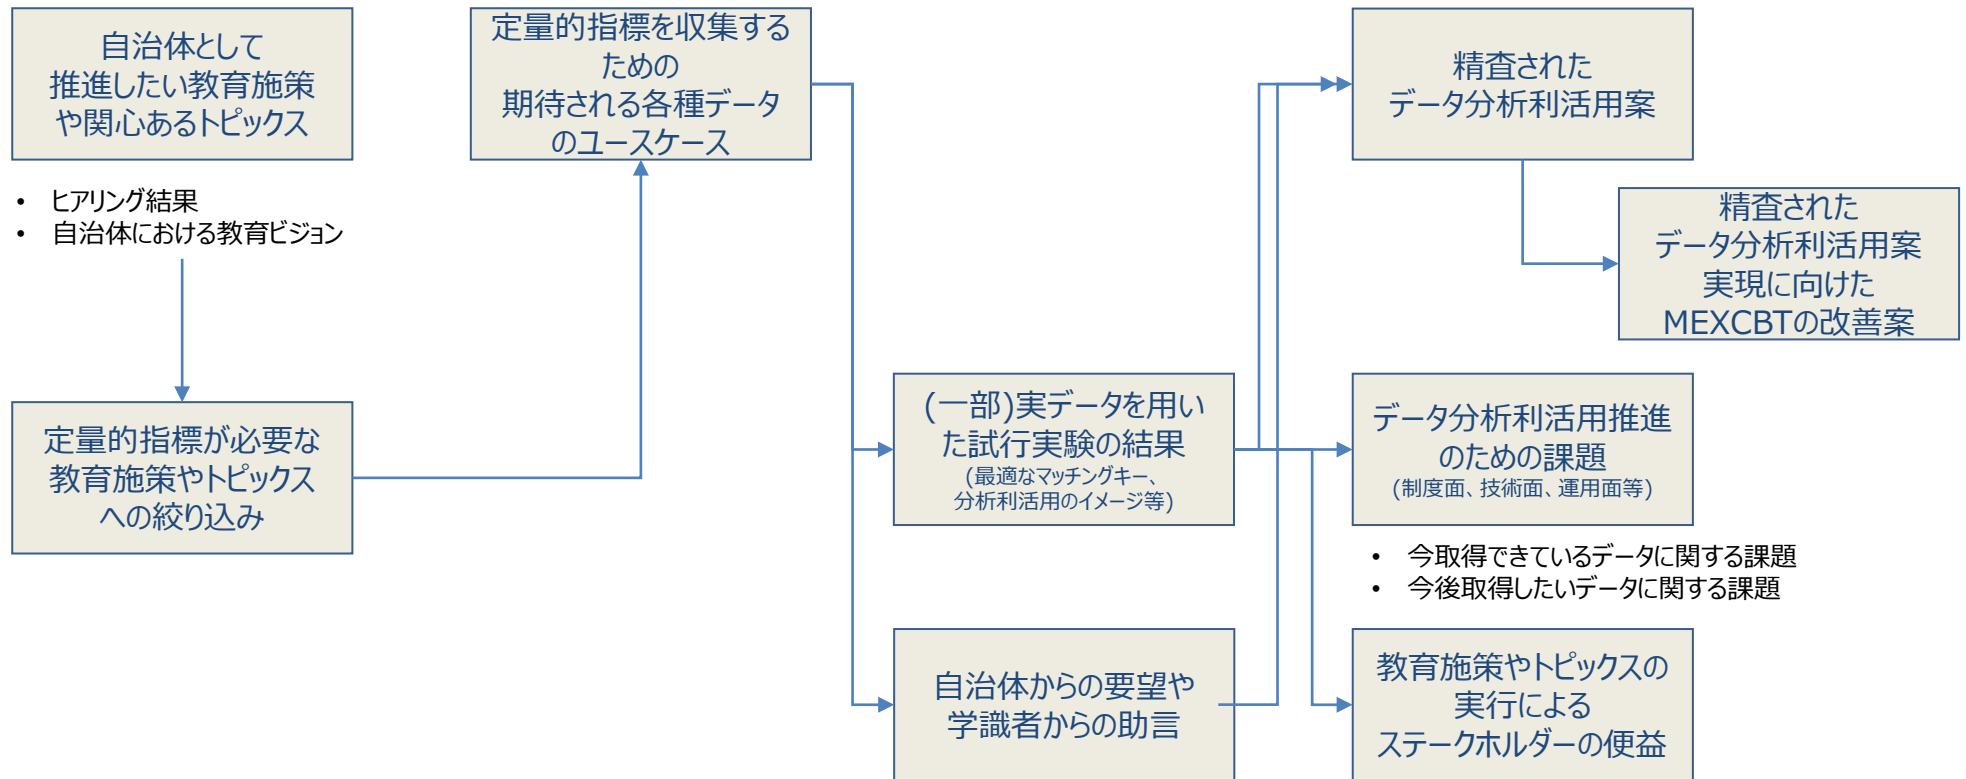 自治体として
推進したい教育施策
や関心あるトピックス
• ヒアリング結果
• 自治体における教育ビジョン
定量的指標が必要な
教育施策やトピックス
への絞り込み
定量的指標を収集する
ための
期待される各種データ
のユースケース
(一部)実データを用い
た試行実験の結果
(最適なマッチングキー、
分析利活用のイメージ等)
自治体からの要望や
学識者からの助言
精査された
データ分析利活用案
精査された
データ分析利活用案
実現に向けた
MEXCBTの改善案
データ分析利活用推進
のための課題
(制度面、技術面、運用面等)
• 今取得できているデータに関する課題
• 今後取得したいデータに関する課題
教育施策やトピックスの
実行による
ステークホルダーの便益